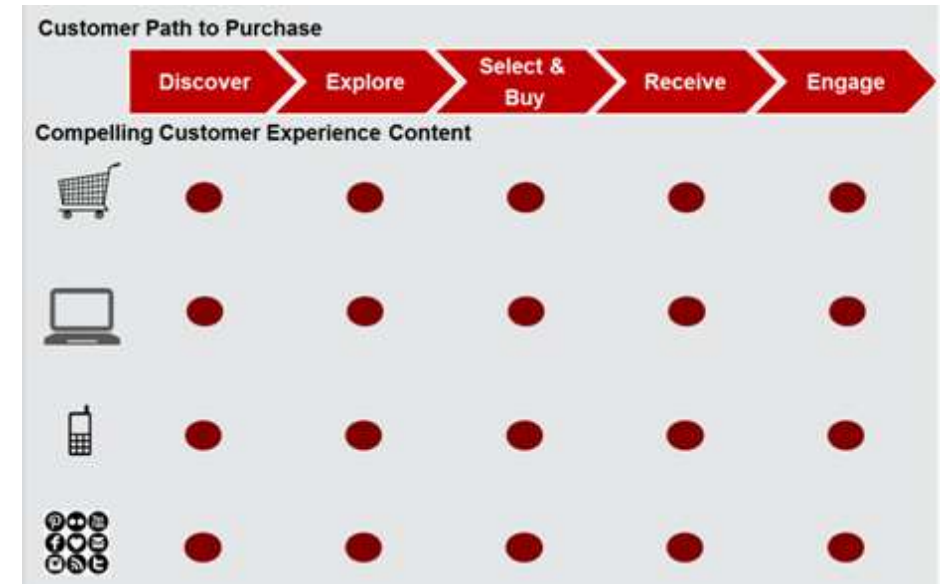 Customer Path to Purchase
Discover
Explore
Select &
Buy
Receive
Engage
Compelling Customer Experience Content